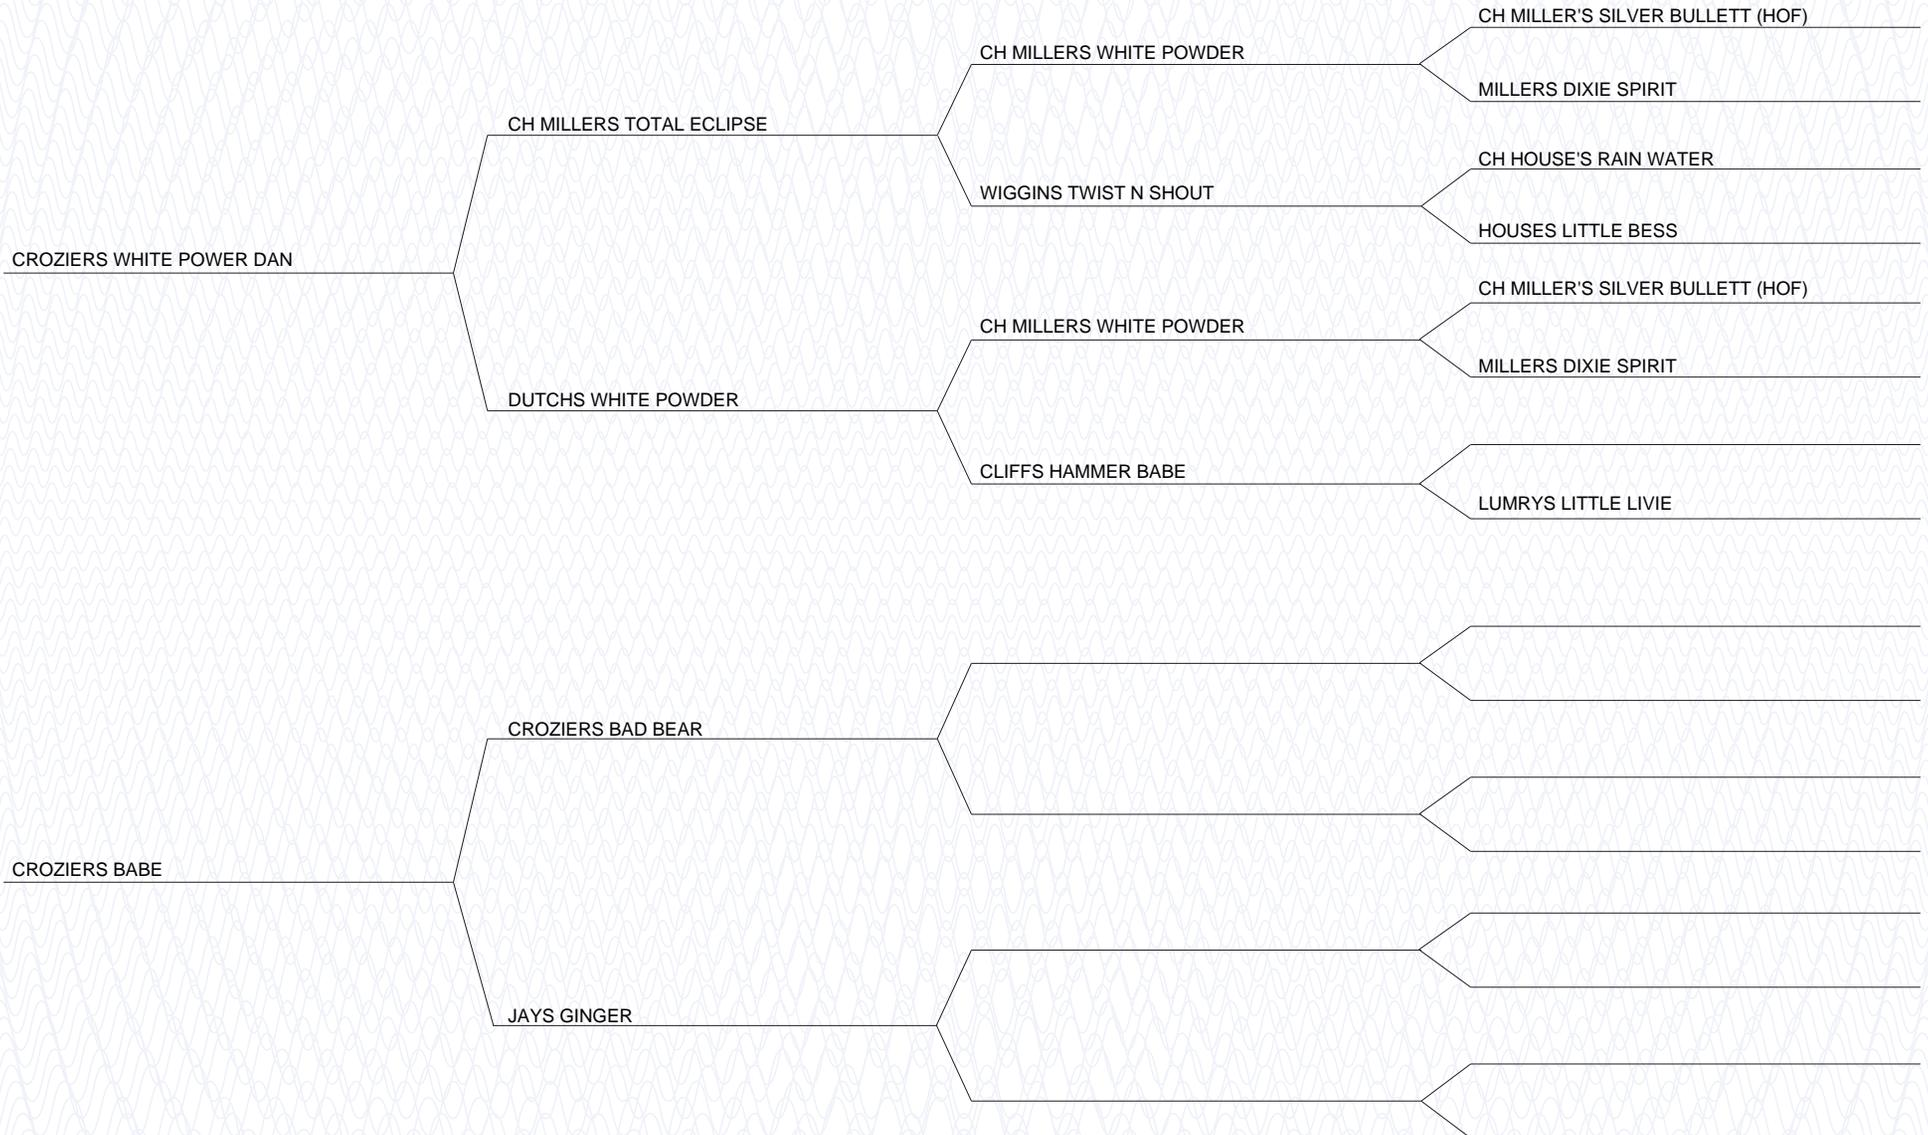 CH MILLER'S SILVER BULLETT (HOF)
CH MILLERS WHITE POWDER
MILLERS DIXIE SPIRIT
CH MILLERS TOTAL ECLIPSE
CH HOUSE'S RAIN WATER
WIGGINS TWIST N SHOUT
HOUSES LITTLE BESS
CROZIERS WHITE POWER DAN
CH MILLER'S SILVER BULLETT (HOF)
CH MILLERS WHITE POWDER
MILLERS DIXIE SPIRIT
DUTCHS WHITE POWDER
CLIFFS HAMMER BABE
LUMRYS LITTLE LIVIE
CROZIERS BAD BEAR
CROZIERS BABE
JAYS GINGER